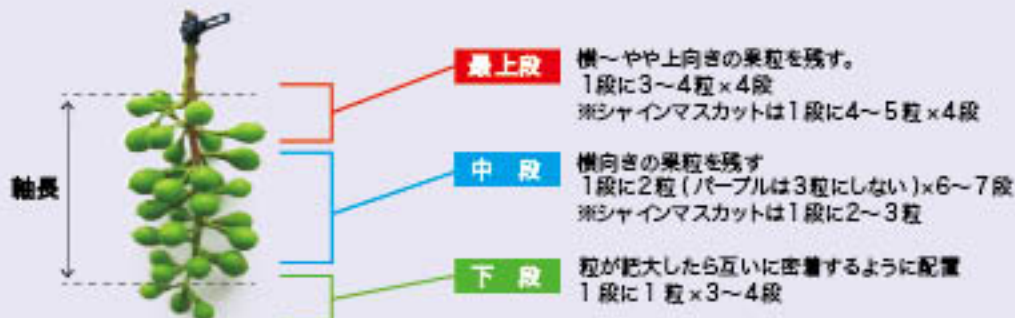 最上段
横～やや上向きの果粒を残す。
1段に3～4粒×4段
※シャインマスカットは1段に4～5粒×4段
軸長
中 段
横向きの果粒を残す
1段に2粒(パープルは3粒にしない)×6～7段
※シャインマスカットは1段に2～3粒
下 段
粒が肥大したら互いに密着するように配置
1段に1粒×3～4段